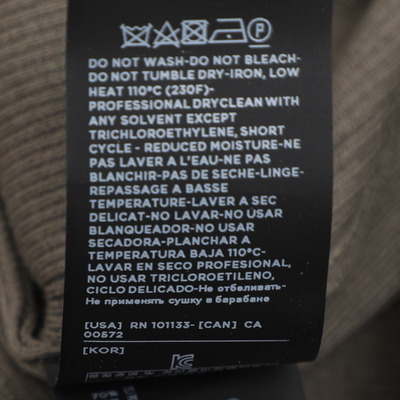 P
DO NOT WASH-DO NOT BLEACH-
DO NOT TUMBLE DRY-IRON, LOW
HEAT 110°C (230F)-
PROFESSIONAL DRYCLEAN WITH
ANY SOLVENT EXCEPT
TRICHLOROETHYLENE, SHORT
CYCLE - REDUCED MOISTURE-NE
PAS LAVER A L'EAU-NE PAS
BLANCHIR-PAS DE SECHE-LINGE-
REPASSAGE A BASSE
TEMPERATURE-LAVER A SEC
DELICAT-NO LAVAR-NO USAR
BLANQUEADOR-NO USAR
SECADORA-PLANCHAR A
TEMPERATURA BAJA 110°C-
LAVAR EN SECO PROFESIONAL,
NO USAR TRICLOROETILENO,
CICLO DELICADO-Не отбеливать-
Не применять сушку в барабане
[USA] RN 101133- [CAN] CA
00572
[KOR]
70%